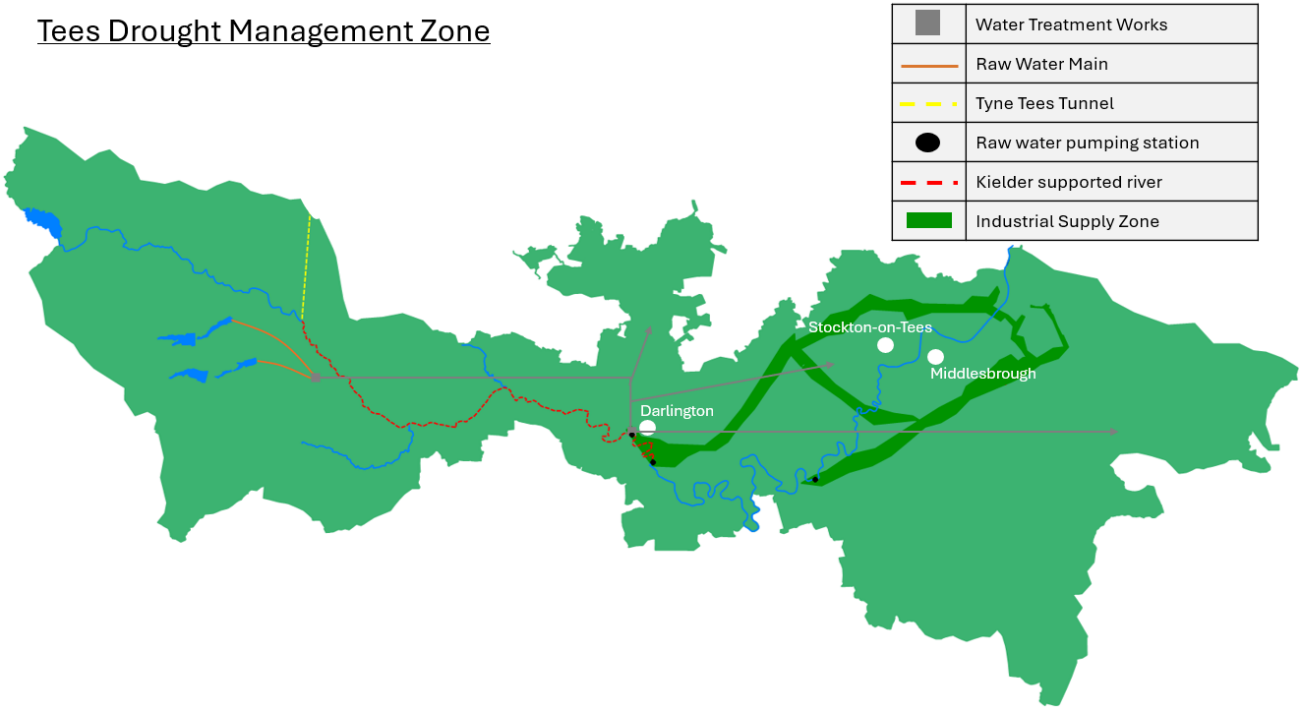 Tees Drought Management Zone
Water Treatment Works
Raw Water Main
Tyne Tees Tunnel
Raw water pumping station
Kielder supported river
Industrial Supply Zone
Stockton-on-Tees
Middlesbrough
Darlington